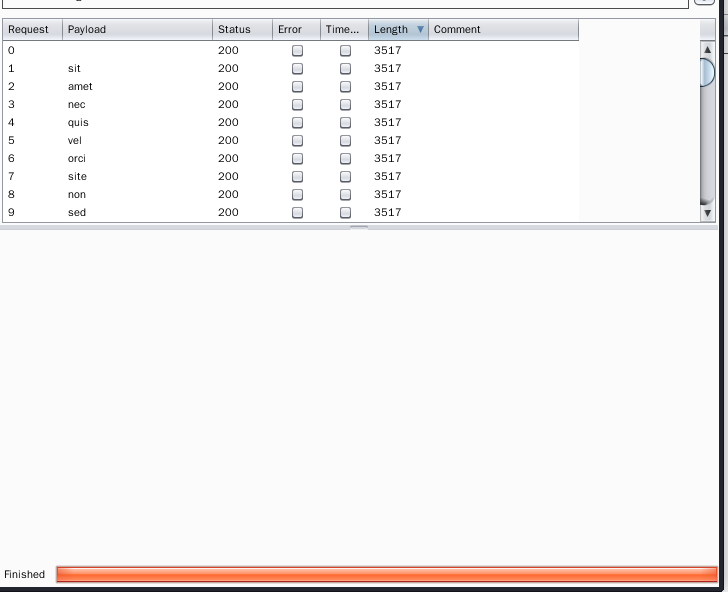 Request Payload Status Error Time... Length Comment
0 200 3517
1 sit 200 3517
2 amet 200 3517
3 nec 200 3517
4 quis 200 3517
5 vel 200 3517
6 orci 200 3517
7 site 200 3517
8 non 200 3517
9 sed 200 3517
Finished